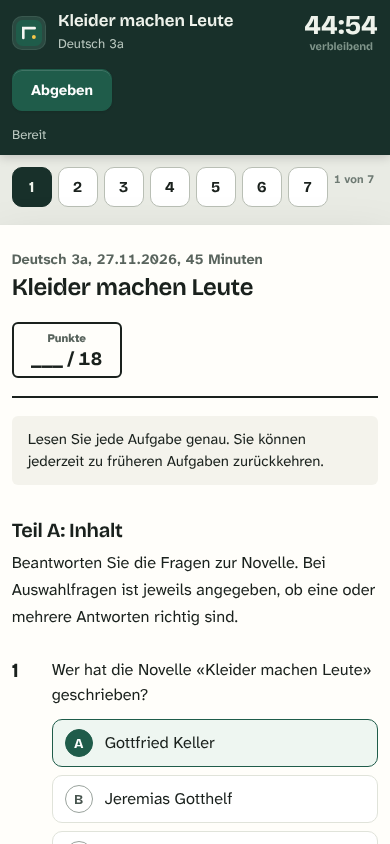 Kleider machen Leute
Deutsch 3a
44:54
verbleibend
Abgeben
Bereit
1 2 3 4 5 6 7 1 von 7
Deutsch 3a, 27.11.2026, 45 Minuten
Kleider machen Leute
Punkte
___ / 18
Lesen Sie jede Aufgabe genau. Sie können
jederzeit zu früheren Aufgaben zurückkehren.
Teil A: Inhalt
Beantworten Sie die Fragen zur Novelle. Bei
Auswahlfragen ist jeweils angegeben, ob eine oder
mehrere Antworten richtig sind.
1 Wer hat die Novelle «Kleider machen Leute»
geschrieben?
A Gottfried Keller
B Jeremias Gotthelf